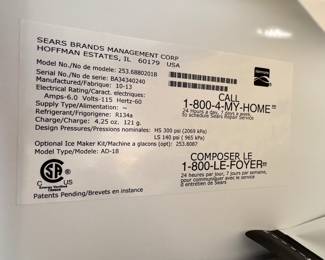 SEARS BRANDS MANAGEMENT CORP
HOFFMAN ESTATES, IL  60179  USA
Model No./No de modele: 253.68802018
Serial No./No de serie: BA34340240
Manufactured/Fabrique: 10-13
Electrical Rating/Caract electriques:
Amps-6.0  Volts-115  Hertz-60
Supply Type/Alimentation: ~
Refrigerant/Frigorigene: R134a
Charge/Charge: 4.25 oz. 121 g.
Design Pressures/Pressions nominale: HS 300 psi (2069 kPa)
LS 140 psi ( 965 kPa)
Optional Ice Maker Kit/Machine a glacons (opt): 253.8087
Type Model/Type Modele: AD-18
CALL
1-800-4-MY-HOME
24 hours a day, 7 days a week,
to schedule Sears Repair Service
COMPOSER LE
1-800-LE-FOYER
24 heures par jour, 7 jours par semaine,
pour communiquer avec le service
d entretien de Sears
Energy Verified
Patents Pending/Brevets en instance